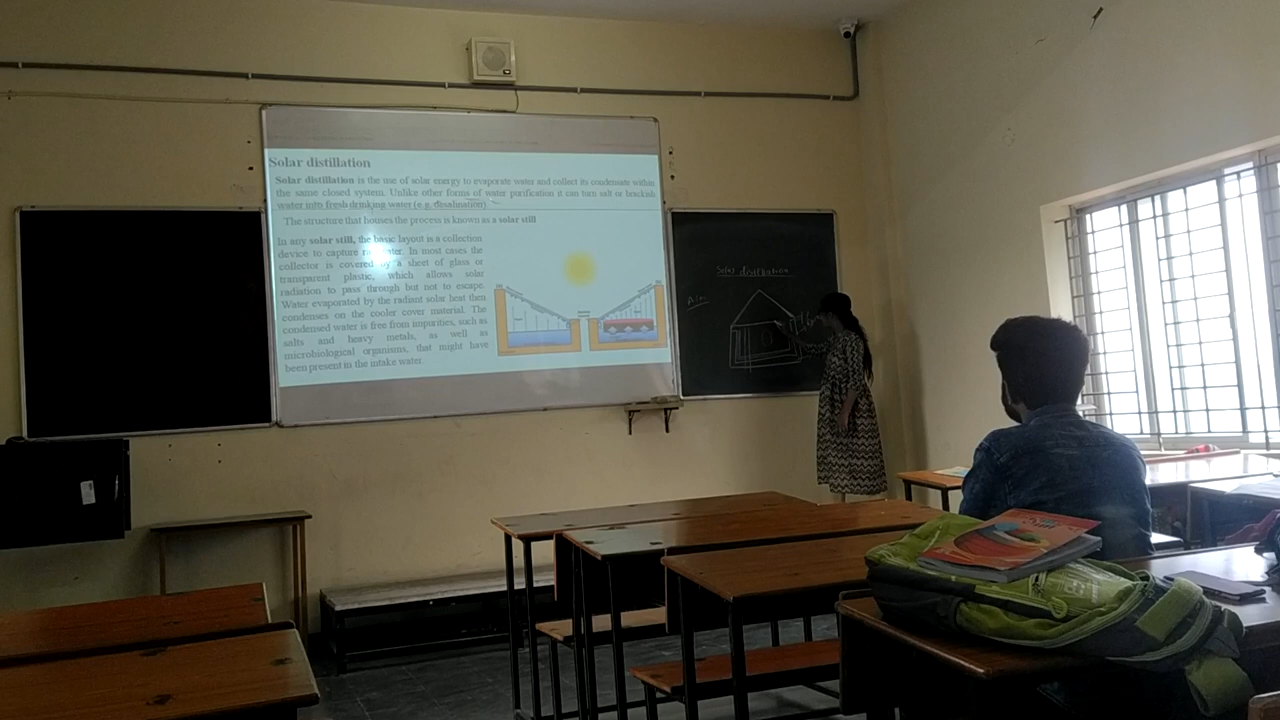 Solar distillation
Solar distillation is the use of solar energy to evaporate water and collect its condensate within
the same closed system. Unlike other forms of water purification it can turn salt or brackish
water into fresh drinking water (e.g. desalination)
The structure that houses the process is known as a solar still
In any solar still, the basic layout is a collection
device to capture water. In most cases the
collector is covered by a sheet of glass or
transparent plastic, which allows solar
radiation to pass through but not to escape.
Water evaporated by the radiant solar heat then
condenses on the cooler cover material. The
condensed water is free from impurities, such as
salts and heavy metals, as well as
microbiological organisms, that might have
been present in the intake water.
Solar distillation
Aim